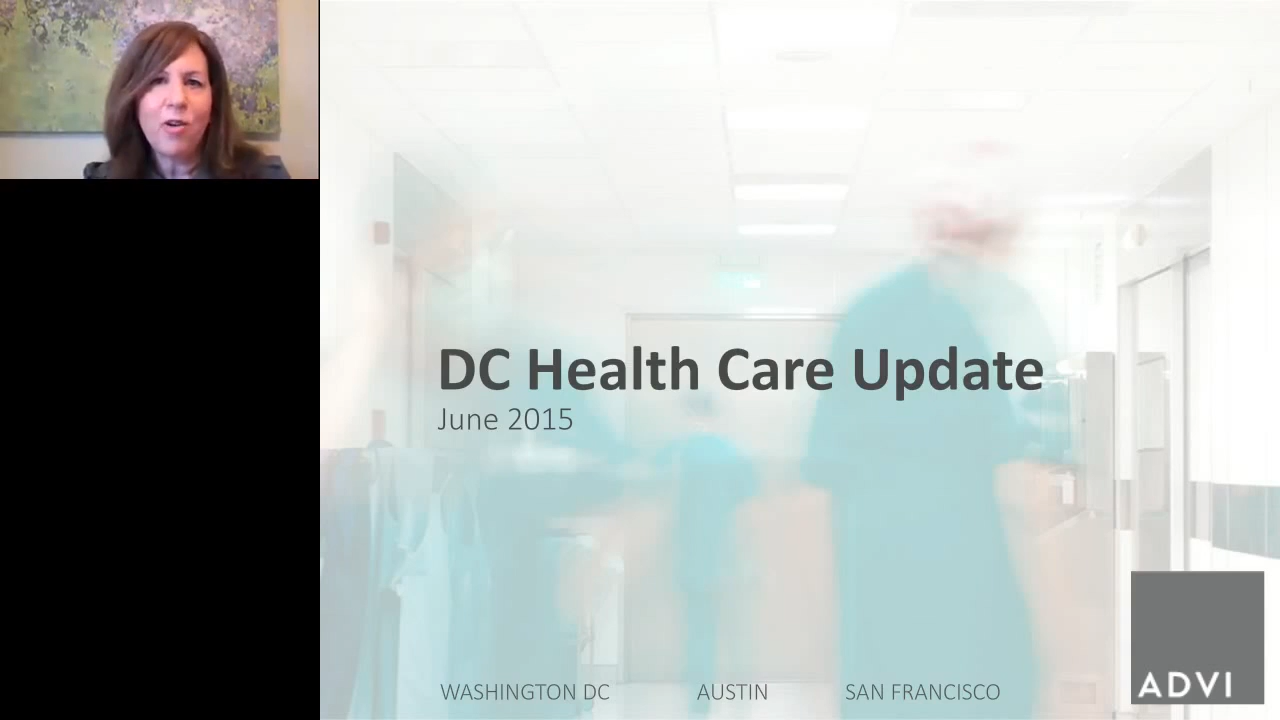 DC Health Care Update
June 2015
WASHINGTON DC AUSTIN SAN FRANCISCO
ADVI